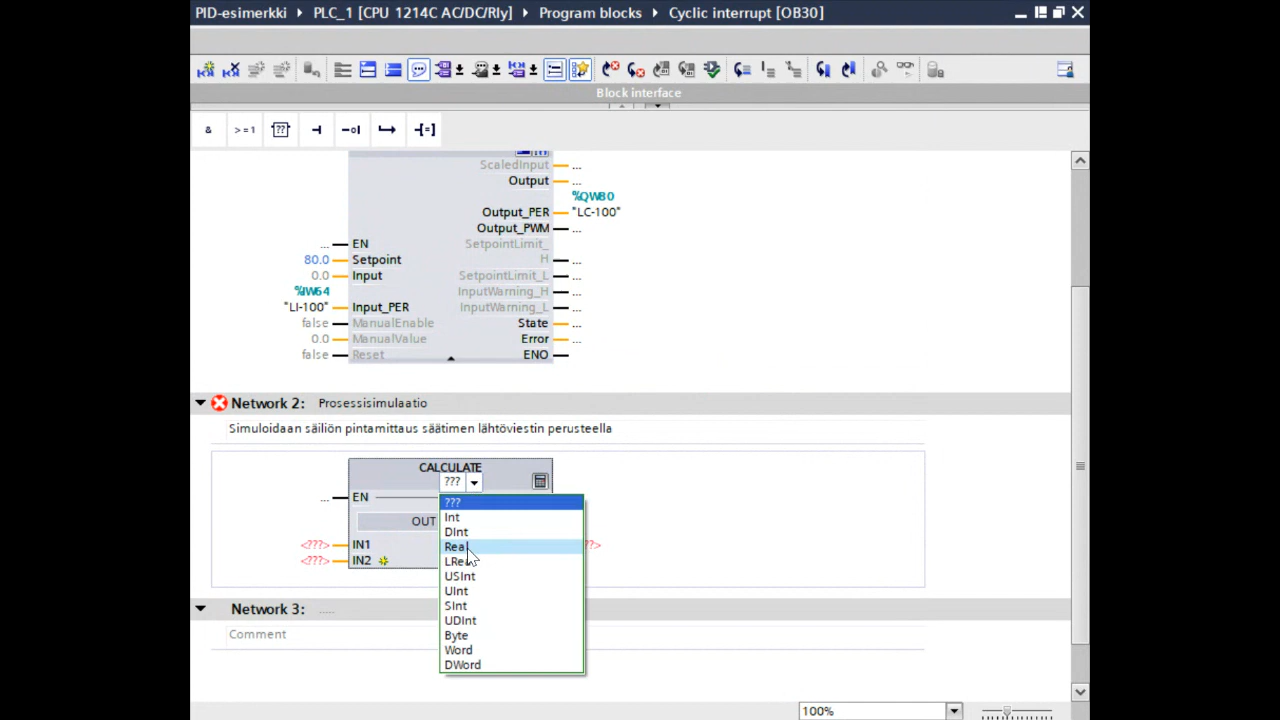 PID-esimerkki ▸ PLC_1 [CPU 1214C AC/DC/Rly] ▸ Program blocks ▸ Cyclic interrupt [OB30]
Block interface
& >=1 ??
ScaledInput ...
Output ...
%QW80
Output_PER "LC-100"
Output_PWM ...
... EN SetpointLimit_
80.0 Setpoint H ...
0.0 Input SetpointLimit_L ...
%IW64 InputWarning_H ...
"LI-100" Input_PER InputWarning_L ...
false ManualEnable State ...
0.0 ManualValue Error ...
false Reset ENO
Network 2: Prosessisimulaatio
Simuloidaan säiliön pintamittaus säätimen lähtöviestin perusteella
CALCULATE
???
... EN
???
Int
OUT
DInt
<???> IN1
Real
??>
<???> IN2
LReal
USInt
UInt
SInt
UDInt
Byte
Word
DWord
Network 3: .....
Comment
100%